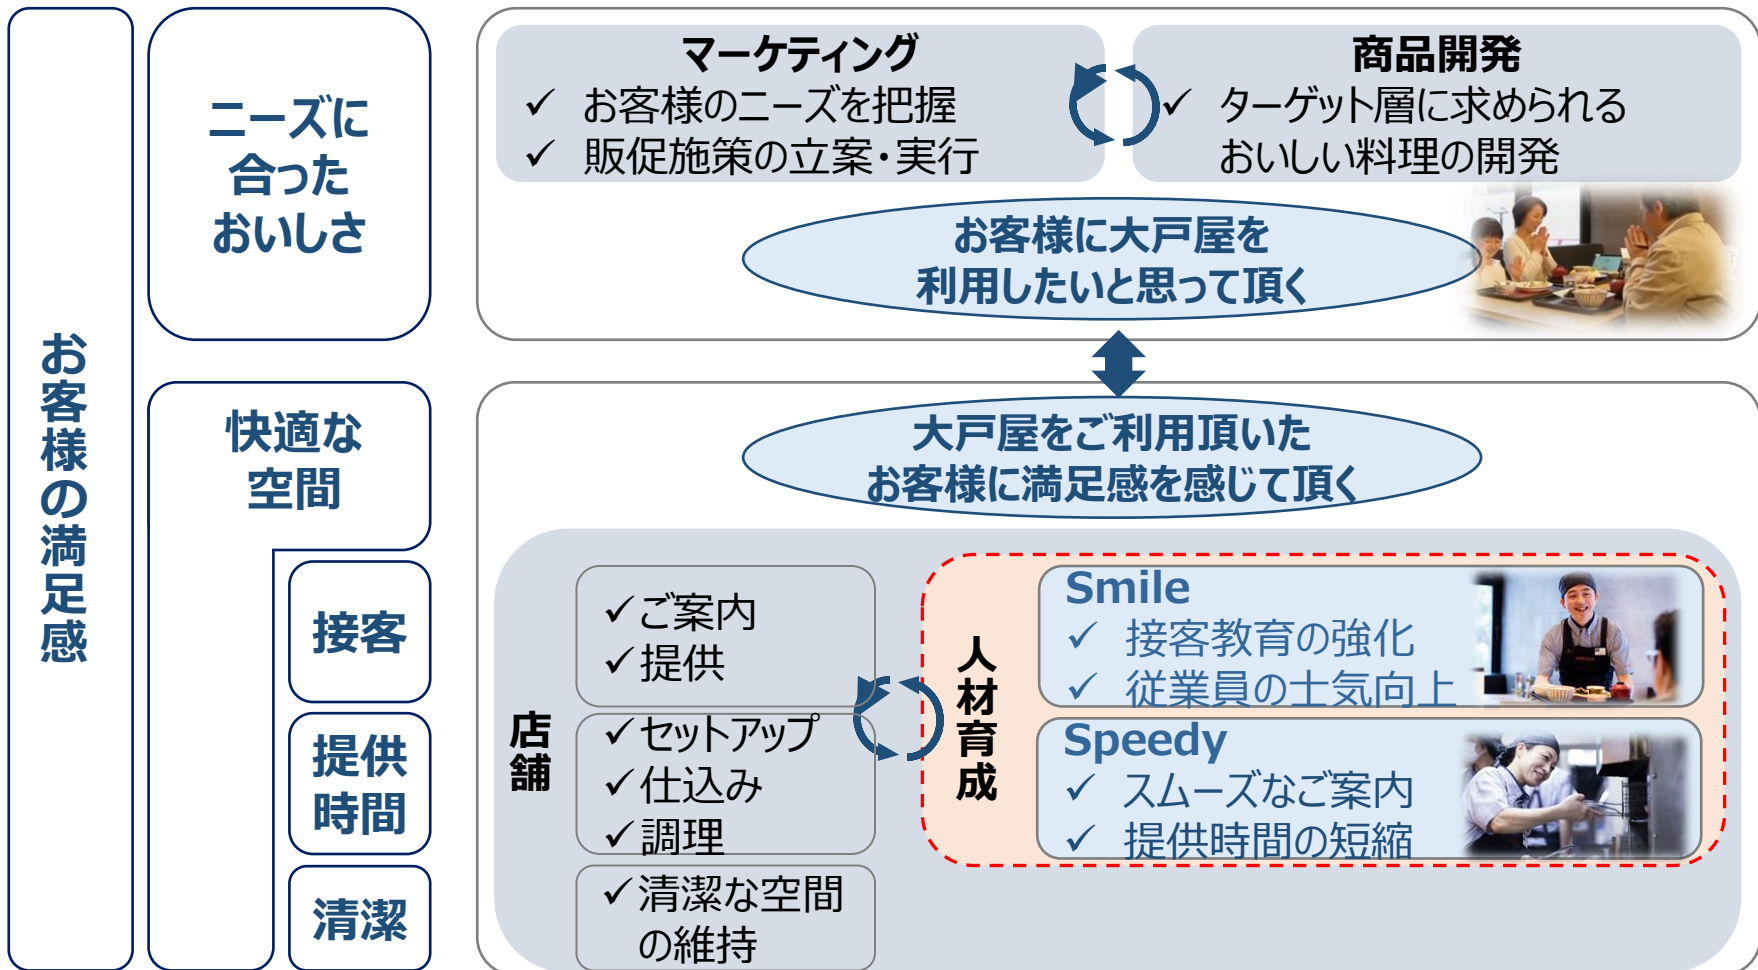 お客様の満足感
ニーズに
合った
おいしさ
マーケティング
✓ お客様のニーズを把握
✓ 販促施策の立案・実行
商品開発
✓ ターゲット層に求められる
おいしい料理の開発
お客様に大戸屋を
利用したいと思って頂く
快適な
空間
大戸屋をご利用頂いた
お客様に満足感を感じて頂く
接客
提供
時間
清潔
店舗
✓ご案内
✓提供
✓セットアップ
✓仕込み
✓調理
✓清潔な空間
の維持
人材育成
Smile
✓ 接客教育の強化
✓ 従業員の士気向上
Speedy
✓ スムーズなご案内
✓ 提供時間の短縮